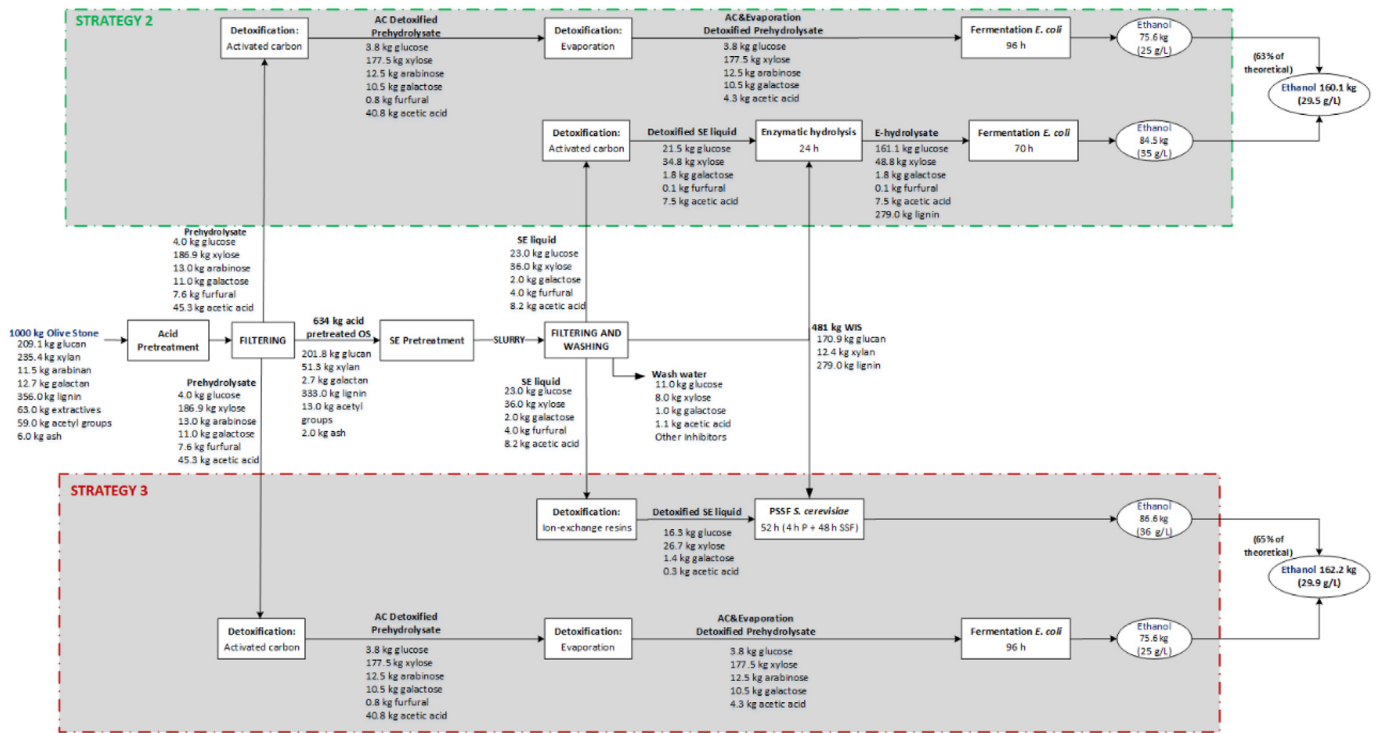 STRATEGY 2
Detoxification:
Activated carbon
AC Detoxified
Prehydrolysate
3.8 kg glucose
177.5 kg xylose
12.5 kg arabinose
10.5 kg galactose
0.8 kg furfural
40.8 kg acetic acid
Detoxification:
Evaporation
AC&Evaporation
Detoxified Prehydrolysate
3.8 kg glucose
177.5 kg xylose
12.5 kg arabinose
10.5 kg galactose
4.3 kg acetic acid
Fermentation E. coli
96 h
Ethanol
75.6 kg
(25 g/L)
(63% of
theoretical)
Ethanol 160.1 kg
(29.5 g/L)
Detoxification:
Activated carbon
Detoxified SE liquid
21.5 kg glucose
34.8 kg xylose
1.8 kg galactose
0.1 kg furfural
7.5 kg acetic acid
Enzymatic hydrolysis
24 h
E-hydrolysate
161.1 kg glucose
48.8 kg xylose
1.8 kg galactose
0.1 kg furfural
7.5 kg acetic acid
279.0 kg lignin
Fermentation E. coli
70 h
Ethanol
84.5 kg
(35 g/L)
Prehydrolysate
4.0 kg glucose
186.9 kg xylose
13.0 kg arabinose
11.0 kg galactose
7.6 kg furfural
45.3 kg acetic acid
SE liquid
23.0 kg glucose
36.0 kg xylose
2.0 kg galactose
4.0 kg furfural
8.2 kg acetic acid
1000 kg Olive Stone
209.1 kg glucan
235.4 kg xylan
11.5 kg arabinan
12.7 kg galactan
356.0 kg lignin
63.0 kg extractives
59.0 kg acetyl groups
6.0 kg ash
Acid
Pretreatment
FILTERING
634 kg acid
pretreated OS
201.8 kg glucan
51.3 kg xylan
2.7 kg galactan
333.0 kg lignin
13.0 kg acetyl
groups
2.0 kg ash
SE Pretreatment
SLURRY
FILTERING AND
WASHING
481 kg WIS
170.9 kg glucan
12.4 kg xylan
279.0 kg lignin
Wash water
11.0 kg glucose
8.0 kg xylose
1.0 kg galactose
1.1 kg acetic acid
Other Inhibitors
Prehydrolysate
4.0 kg glucose
186.9 kg xylose
13.0 kg arabinose
11.0 kg galactose
7.6 kg furfural
45.3 kg acetic acid
SE liquid
23.0 kg glucose
36.0 kg xylose
2.0 kg galactose
4.0 kg furfural
8.2 kg acetic acid
STRATEGY 3
Detoxification:
Ion-exchange resins
Detoxified SE liquid
16.3 kg glucose
26.7 kg xylose
1.4 kg galactose
0.3 kg acetic acid
PSSF S. cerevisiae
52 h (4 h P + 48 h SSF)
Ethanol
86.6 kg
(36 g/L)
(65% of
theoretical)
Ethanol 162.2 kg
(29.9 g/L)
Detoxification:
Activated carbon
AC Detoxified
Prehydrolysate
3.8 kg glucose
177.5 kg xylose
12.5 kg arabinose
10.5 kg galactose
0.8 kg furfural
40.8 kg acetic acid
Detoxification:
Evaporation
AC&Evaporation
Detoxified Prehydrolysate
3.8 kg glucose
177.5 kg xylose
12.5 kg arabinose
10.5 kg galactose
4.3 kg acetic acid
Fermentation E. coli
96 h
Ethanol
75.6 kg
(25 g/L)